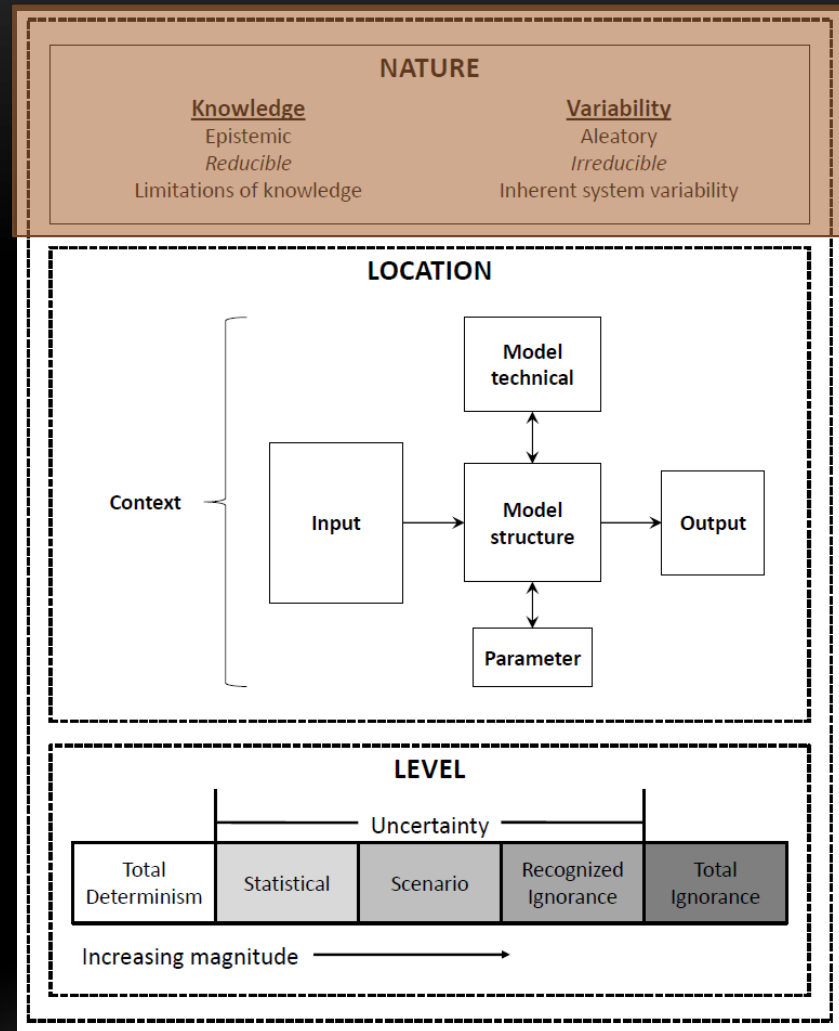 NATURE
Knowledge
Epistemic
Reducible
Limitations of knowledge
Variability
Aleatory
Irreducible
Inherent system variability
LOCATION
Context
Input
Model
technical
Model
structure
Parameter
Output
LEVEL
Uncertainty
Total
Determinism
Statistical
Scenario
Recognized
Ignorance
Total
Ignorance
Increasing magnitude